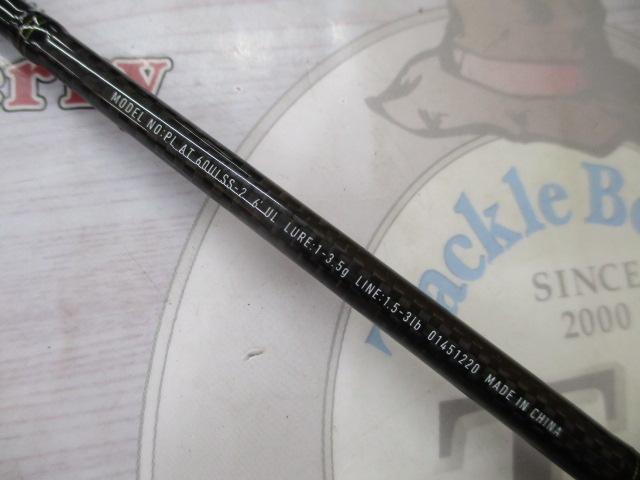 erry
MODEL NO:PL AT 60ULSS-2 6' UL LURE:1-3.5g LINE:1.5-3lb 01451220 MADE IN CHINA
Tackle Be
SINCE
2000
T